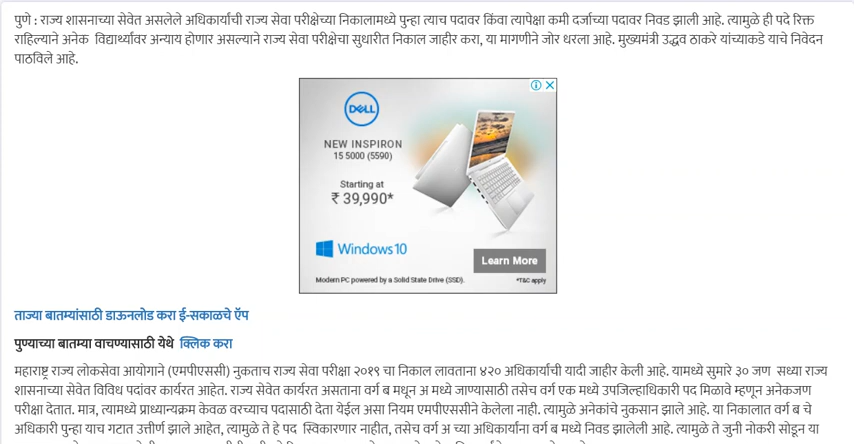 पुणे : राज्य शासनाच्या सेवेत असलेले अधिकार्यांची राज्य सेवा परीक्षेच्या निकालामध्ये पुन्हा त्याच पदावर किंवा त्यापेक्षा कमी दर्जाच्या पदावर निवड झाली आहे. त्यामुळे ही पदे रिक्त
राहिल्याने अनेक विद्यार्थ्यांवर अन्याय होणार असल्याने राज्य सेवा परीक्षेचा सुधारीत निकाल जाहीर करा, या मागणीने जोर धरला आहे. मुख्यमंत्री उद्धव ठाकरे यांच्याकडे याचे निवेदन
पाठविले आहे.
DELL
NEW INSPIRON
15 5000 (5590)
Starting at
₹ 39,990*
Windows 10
Learn More
Modern PC powered by a Solid State Drive (SSD).
*T&C apply
ताज्या बातम्यांसाठी डाऊनलोड करा ई-सकाळचे ऍप
पुण्याच्या बातम्या वाचण्यासाठी येथे क्लिक करा
महाराष्ट्र राज्य लोकसेवा आयोगाने (एमपीएससी) नुकताच राज्य सेवा परीक्षा २०१९ चा निकाल लावताना ४२० अधिकार्यांची यादी जाहीर केली आहे. यामध्ये सुमारे ३० जण सध्या राज्य
शासनाच्या सेवेत विविध पदांवर कार्यरत आहेत. राज्य सेवेत कार्यरत असताना वर्ग ब मधून अ मध्ये जाण्यासाठी तसेच वर्ग एक मध्ये उपजिल्हाधिकारी पद मिळावे म्हणून अनेकजण
परीक्षा देतात. मात्र, त्यामध्ये प्राध्यान्यक्रम केवळ वरच्याच पदासाठी देता येईल असा नियम एमपीएससीने केलेला नाही. त्यामुळे अनेकांचे नुकसान झाले आहे. या निकालात वर्ग ब चे
अधिकारी पुन्हा याच गटात उत्तीर्ण झाले आहेत, त्यामुळे ते हे पद स्विकारणार नाहीत, तसेच वर्ग अ च्या अधिकार्यांना वर्ग ब मध्ये निवड झालेली आहे. त्यामुळे ते जुनी नोकरी सोडून या